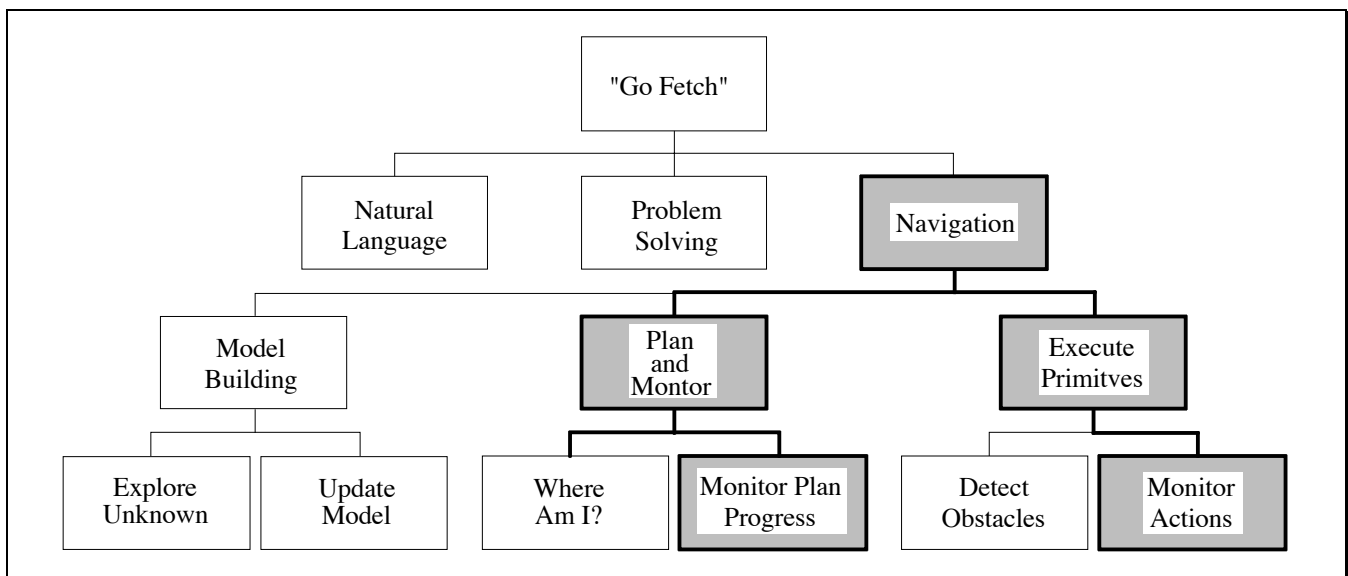 "Go Fetch"
Natural
Language
Problem
Solving
Navigation
Model
Building
Plan
and
Montor
Execute
Primitves
Explore
Unknown
Update
Model
Where
Am I?
Monitor Plan
Progress
Detect
Obstacles
Monitor
Actions